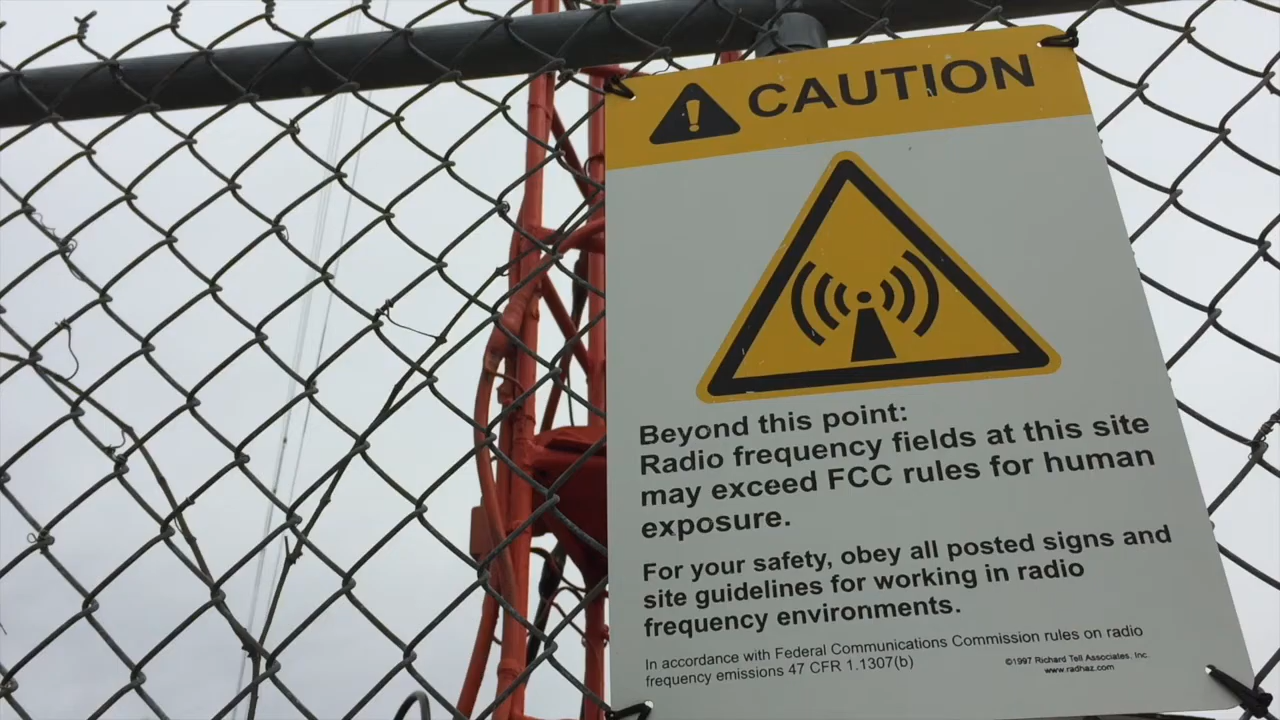 CAUTION
Beyond this point:
Radio frequency fields at this site
may exceed FCC rules for human
exposure.
For your safety, obey all posted signs and
site guidelines for working in radio
frequency environments.
In accordance with Federal Communications Commission rules on radio
frequency emissions 47 CFR 1.1307(b)
©1997 Richard Tell Associates, Inc.
www.radhaz.com